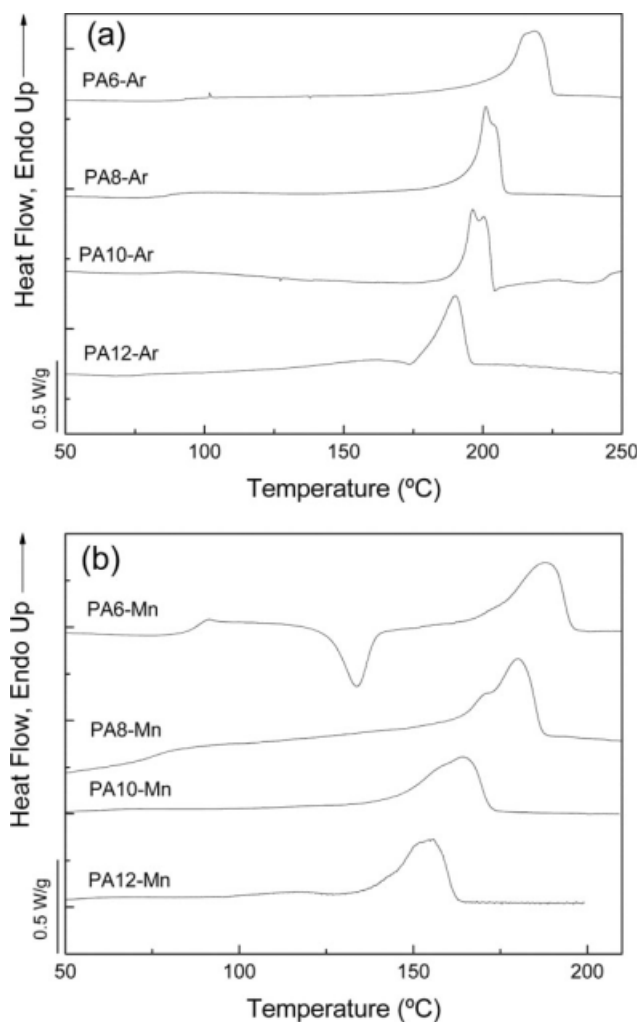 (a)
Heat Flow, Endo Up
PA6-Ar
PA8-Ar
PA10-Ar
PA12-Ar
0.5 W/g
50 100 150 200 250
Temperature (ºC)
(b)
Heat Flow, Endo Up
PA6-Mn
PA8-Mn
PA10-Mn
PA12-Mn
0.5 W/g
50 100 150 200
Temperature (ºC)